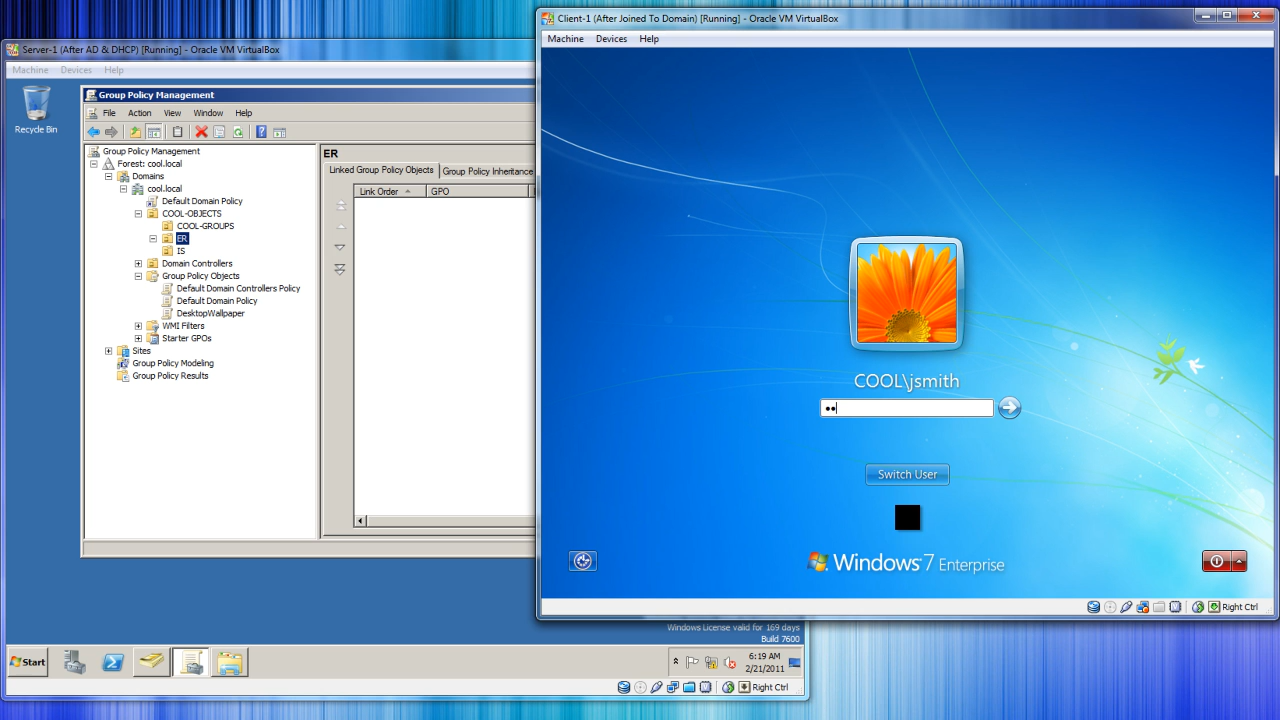 Server-1 (After AD & DHCP) [Running] - Oracle VM VirtualBox
Machine Devices Help
Recycle Bin
Group Policy Management
File Action View Window Help
Group Policy Management
Forest: cool.local
Domains
cool.local
Default Domain Policy
COOL-OBJECTS
COOL-GROUPS
ER
IS
Domain Controllers
Group Policy Objects
Default Domain Controllers Policy
Default Domain Policy
DesktopWallpaper
WMI Filters
Starter GPOs
Sites
Group Policy Modeling
Group Policy Results
ER
Linked Group Policy Objects Group Policy Inheritance
Link Order GPO
Windows License valid for 169 days
Build 7600
Start
6:19 AM
2/21/2011
Right Ctrl
Client-1 (After Joined To Domain) [Running] - Oracle VM VirtualBox
Machine Devices Help
COOL\jsmith
Switch User
Windows 7 Enterprise
Right Ctrl